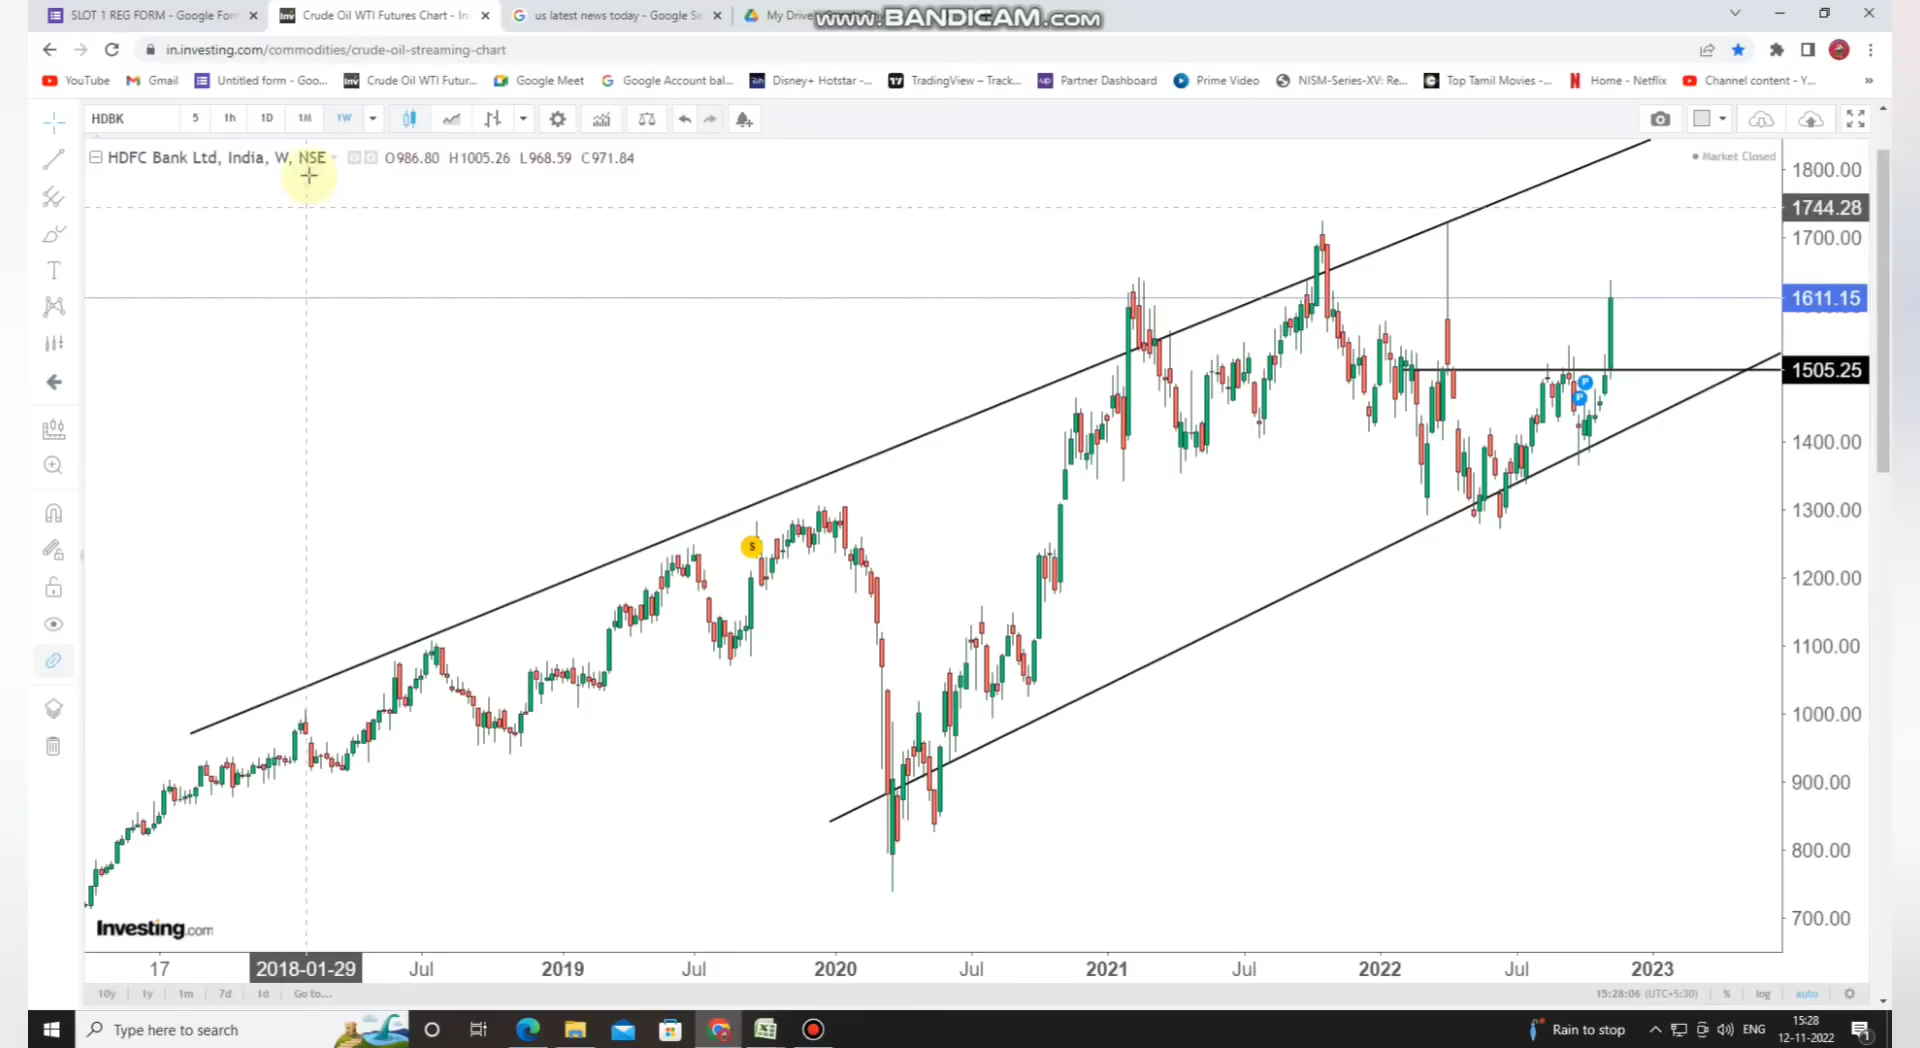 SLOT 1 REG FORM - Google For
Crude Oil WTI Futures Chart - In
us latest news today - Google Se
My Driv
www.BANDICAM.com
in.investing.com/commodities/crude-oil-streaming-chart
YouTube
Gmail
Untitled form - Goo...
Crude Oil WTI Futur...
Google Meet
Google Account bal...
Disney+ Hotstar -...
TradingView – Track...
Partner Dashboard
Prime Video
NISM-Series-XV: Re...
Top Tamil Movies -...
Home - Netflix
Channel content - Y...
»
HDBK
5
1h
1D
1M
1W
HDFC Bank Ltd, India, W, NSE
O986.80 H1005.26 L968.59 C971.84
Market Closed
1800.00
1744.28
1700.00
1611.15
1505.25
1400.00
1300.00
1200.00
1100.00
1000.00
900.00
800.00
700.00
S
P
P
Investing.com
17
2018-01-29
Jul
2019
Jul
2020
Jul
2021
Jul
2022
Jul
2023
10y
1y
1m
7d
1d
Go to...
15:28:06 (UTC+5:30)
%
log
auto
Type here to search
Rain to stop
ENG
15:28
12-11-2022
1